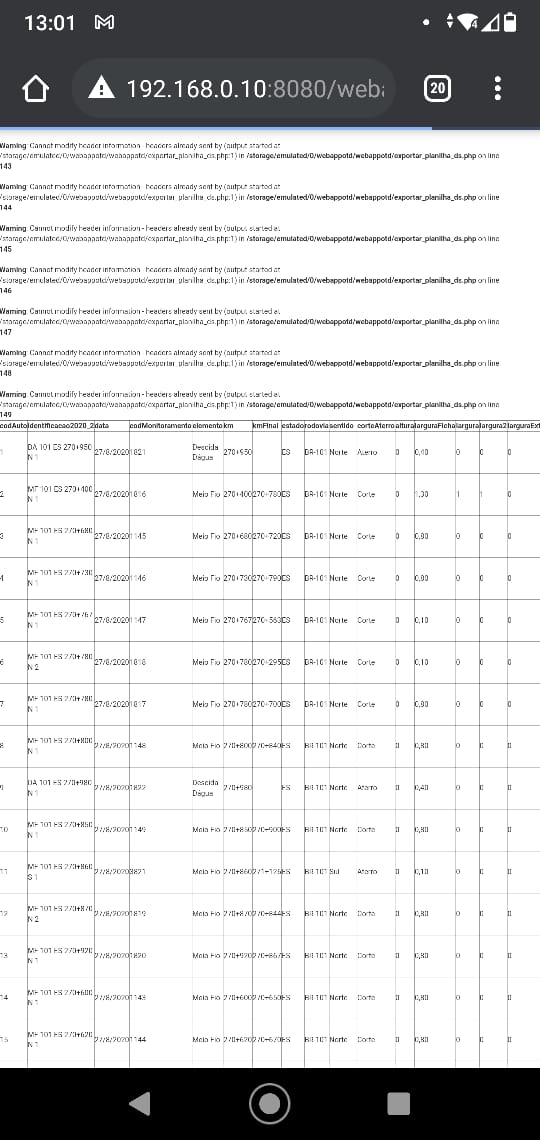 13:01
20
192.168.0.10:8080/weba
Warning: Cannot modify header information - headers already sent by (output started at
/storage/emulated/0/webappotd/webappotd/exportar_planilha_ds.php:1) in /storage/emulated/0/webappotd/webappotd/exportar_planilha_ds.php on line
143
Warning: Cannot modify header information - headers already sent by (output started at
/storage/emulated/0/webappotd/webappotd/exportar_planilha_ds.php:1) in /storage/emulated/0/webappotd/webappotd/exportar_planilha_ds.php on line
144
Warning: Cannot modify header information - headers already sent by (output started at
/storage/emulated/0/webappotd/webappotd/exportar_planilha_ds.php:1) in /storage/emulated/0/webappotd/webappotd/exportar_planilha_ds.php on line
145
Warning: Cannot modify header information - headers already sent by (output started at
/storage/emulated/0/webappotd/webappotd/exportar_planilha_ds.php:1) in /storage/emulated/0/webappotd/webappotd/exportar_planilha_ds.php on line
146
Warning: Cannot modify header information - headers already sent by (output started at
/storage/emulated/0/webappotd/webappotd/exportar_planilha_ds.php:1) in /storage/emulated/0/webappotd/webappotd/exportar_planilha_ds.php on line
147
Warning: Cannot modify header information - headers already sent by (output started at
/storage/emulated/0/webappotd/webappotd/exportar_planilha_ds.php:1) in /storage/emulated/0/webappotd/webappotd/exportar_planilha_ds.php on line
148
Warning: Cannot modify header information - headers already sent by (output started at
/storage/emulated/0/webappotd/webappotd/exportar_planilha_ds.php:1) in /storage/emulated/0/webappotd/webappotd/exportar_planilha_ds.php on line
149
codAuto identificacao2020_2 data codMonitoramento elemento km kmFinal estado rodovia sentido corteAterro altura larguraFicha largura largura2 larguraExt
1 DA 101 ES 270+950 N 1 27/8/2020 1821 Descida Dágua 270+950 ES BR-101 Norte Aterro 0 0,40 0 0 0
2 MF 101 ES 270+400 N 1 27/8/2020 1816 Meio Fio 270+400 270+780 ES BR-101 Norte Corte 0 1,30 1 1 0
3 MF 101 ES 270+680 N 1 27/8/2020 1145 Meio Fio 270+680 270+720 ES BR-101 Norte Corte 0 0,80 0 0 0
4 MF 101 ES 270+730 N 1 27/8/2020 1146 Meio Fio 270+730 270+790 ES BR-101 Norte Corte 0 0,80 0 0 0
5 MF 101 ES 270+767 N 1 27/8/2020 1147 Meio Fio 270+767 270+563 ES BR-101 Norte Corte 0 0,10 0 0 0
6 MF 101 ES 270+780 N 2 27/8/2020 1818 Meio Fio 270+780 270+295 ES BR-101 Norte Corte 0 0,10 0 0 0
7 MF 101 ES 270+780 N 1 27/8/2020 1817 Meio Fio 270+780 270+700 ES BR-101 Norte Corte 0 0,80 0 0 0
8 MF 101 ES 270+800 N 1 27/8/2020 1148 Meio Fio 270+800 270+840 ES BR-101 Norte Corte 0 0,80 0 0 0
9 DA 101 ES 270+980 N 1 27/8/2020 1822 Descida Dágua 270+980 ES BR-101 Norte Aterro 0 0,40 0 0 0
10 MF 101 ES 270+850 N 1 27/8/2020 1149 Meio Fio 270+850 270+900 ES BR-101 Norte Corte 0 0,80 0 0 0
11 MF 101 ES 270+860 S 1 27/8/2020 3821 Meio Fio 270+860 271+126 ES BR-101 Sul Aterro 0 0,10 0 0 0
12 MF 101 ES 270+870 N 2 27/8/2020 1819 Meio Fio 270+870 270+844 ES BR-101 Norte Corte 0 0,80 0 0 0
13 MF 101 ES 270+920 N 1 27/8/2020 1820 Meio Fio 270+920 270+867 ES BR-101 Norte Corte 0 0,80 0 0 0
14 MF 101 ES 270+600 N 1 27/8/2020 1143 Meio Fio 270+600 270+650 ES BR-101 Norte Corte 0 0,80 0 0 0
15 MF 101 ES 270+620 N 1 27/8/2020 1144 Meio Fio 270+620 270+670 ES BR-101 Norte Corte 0 0,80 0 0 0